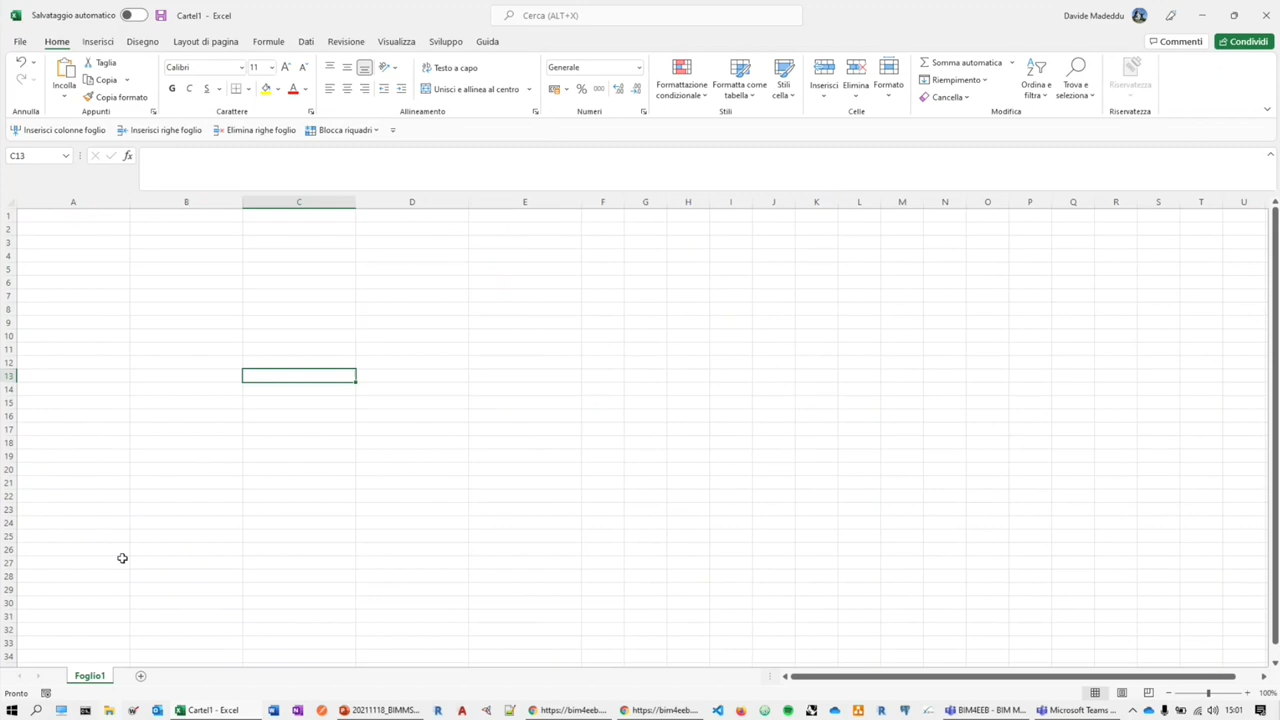 Salvataggio automatico Cartel1 - Excel Cerca (ALT+X) Davide Madeddu
File Home Inserisci Disegno Layout di pagina Formule Dati Revisione Visualizza Sviluppo Guida Commenti Condividi
Incolla Taglia Copia Copia formato
Calibri 11
G C S A
Testo a capo
Unisci e allinea al centro
Generale
% 000
Formattazione condizionale
Formatta come tabella
Stili cella
Inserisci Elimina Formato
Somma automatica
Riempimento
Cancella
Ordina e filtra
Trova e seleziona
Riservatezza
Annulla Appunti Carattere Allineamento Numeri Stili Celle Modifica Riservatezza
Inserisci colonne foglio Inserisci righe foglio Elimina righe foglio Blocca riquadri
C13 fx
A B C D E F G H I J K L M N O P Q R S T U
1
2
3
4
5
6
7
8
9
10
11
12
13
14
15
16
17
18
19
20
21
22
23
24
25
26
27
28
29
30
31
32
33
34
Foglio1
Pronto 100%
Cartel1 - Excel 20211118_BIMMS... https://bim4eeb... https://bim4eeb... BIM4EEB - BIM M... Microsoft Teams ... 15:01